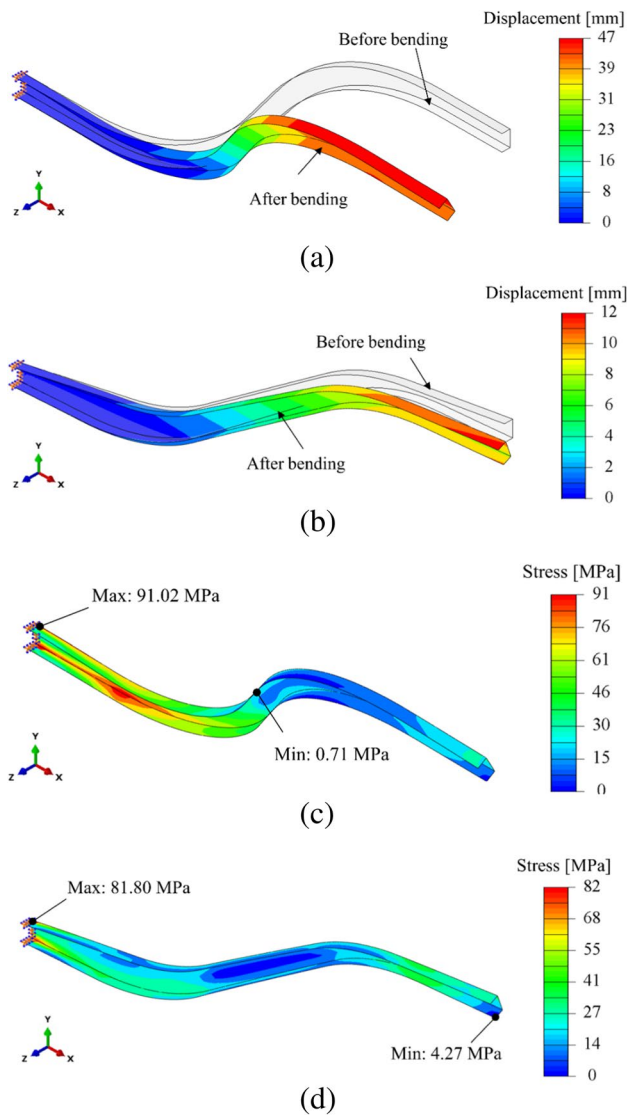 Displacement [mm]
47
39
31
23
16
8
0
Before bending
After bending
Y
Z
X
(a)
Displacement [mm]
12
10
8
6
4
2
0
Before bending
After bending
Y
Z
X
(b)
Stress [MPa]
91
76
61
46
30
15
0
Max: 91.02 MPa
Min: 0.71 MPa
Y
Z
X
(c)
Stress [MPa]
82
68
55
41
27
14
0
Max: 81.80 MPa
Min: 4.27 MPa
Y
Z
X
(d)